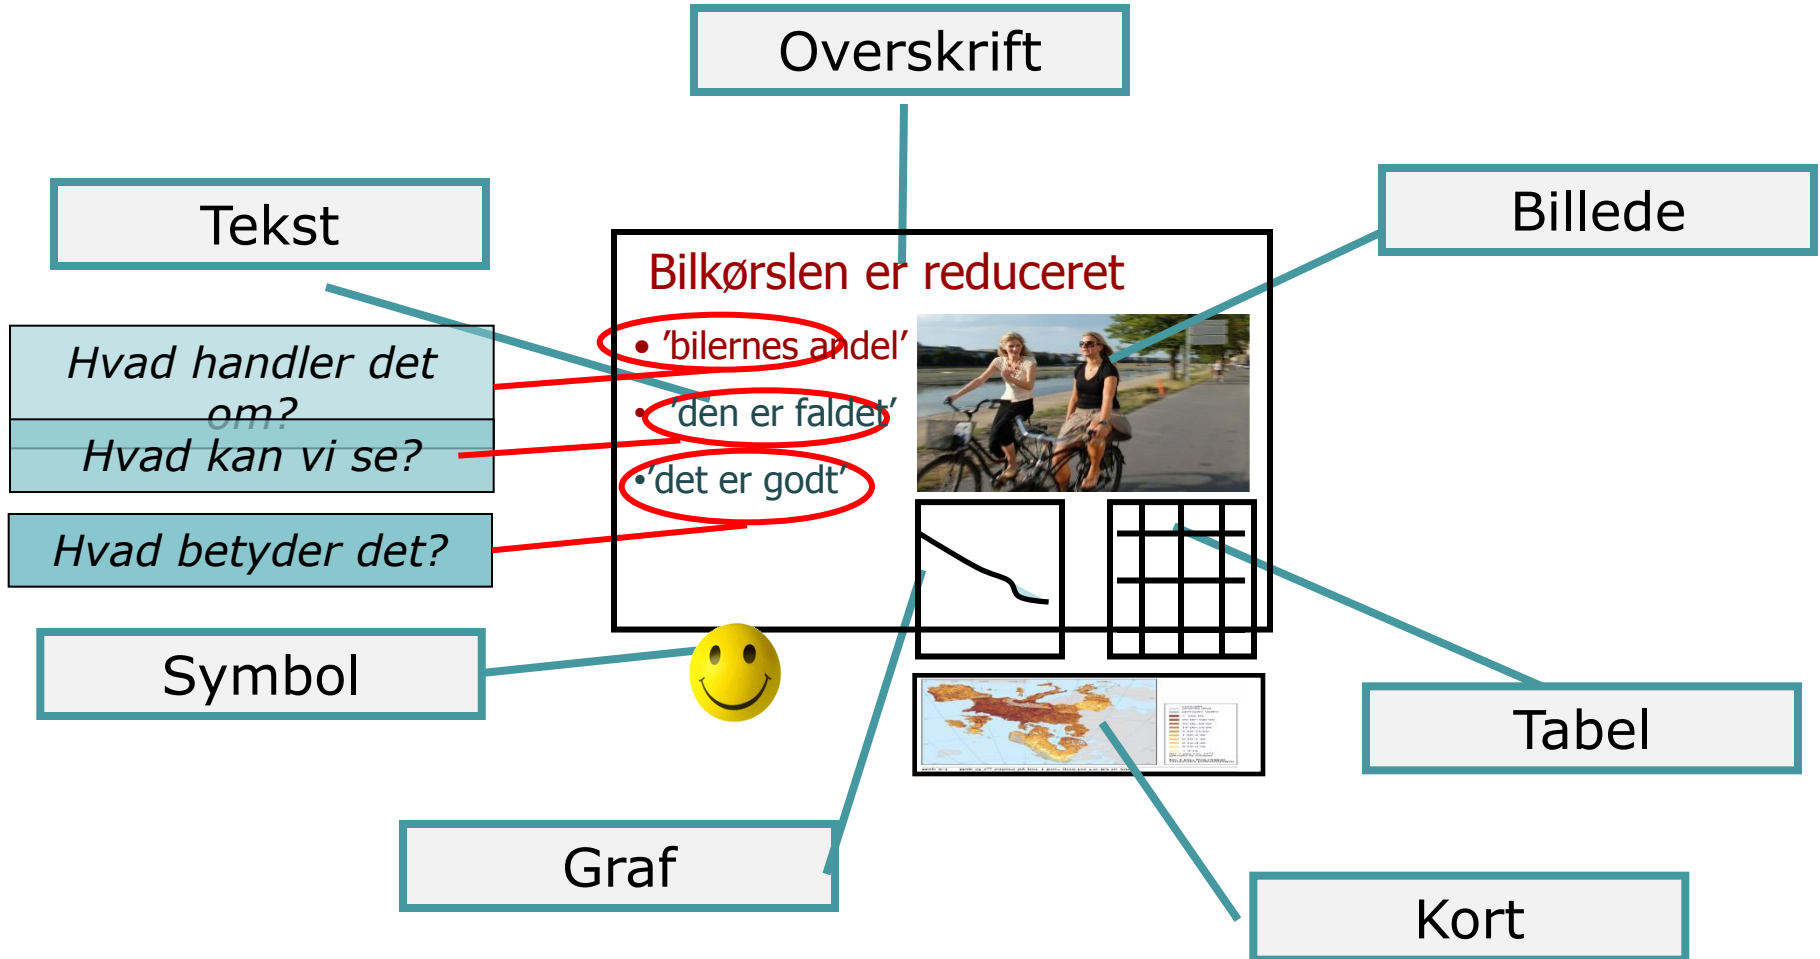 Overskrift
Tekst
Billede
Bilkørslen er reduceret
• ’bilernes andel’
• ’den er faldet’
•’det er godt’
Hvad handler det
om?
Hvad kan vi se?
Hvad betyder det?
Symbol
Tabel
Graf
Kort